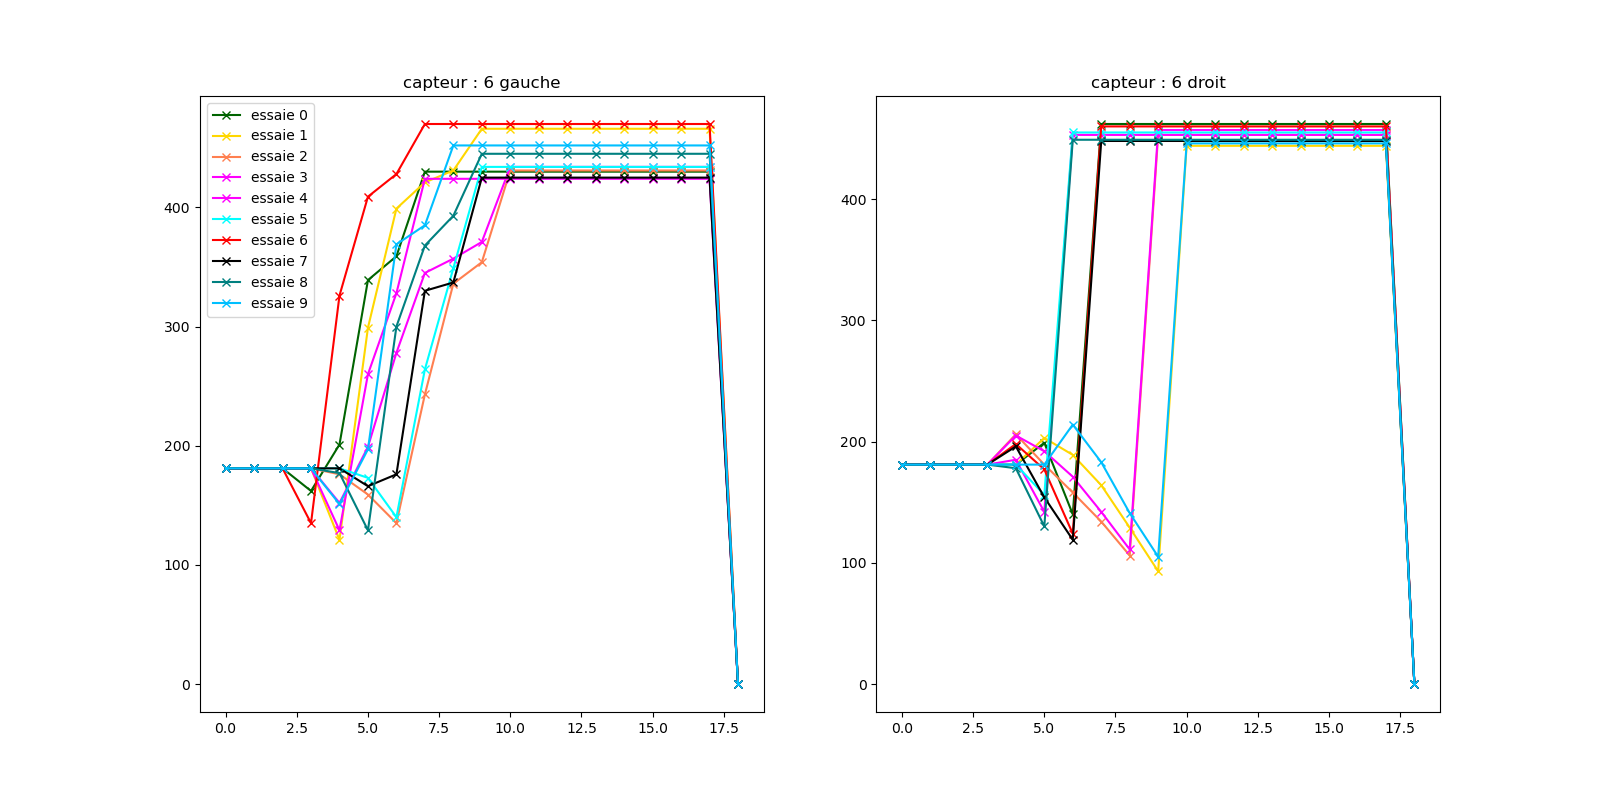 capteur : 6 gauche
capteur : 6 droit
essaie 0
essaie 1
essaie 2
essaie 3
essaie 4
essaie 5
essaie 6
essaie 7
essaie 8
essaie 9
400
300
200
100
0
0.0 2.5 5.0 7.5 10.0 12.5 15.0 17.5
400
300
200
100
0
0.0 2.5 5.0 7.5 10.0 12.5 15.0 17.5